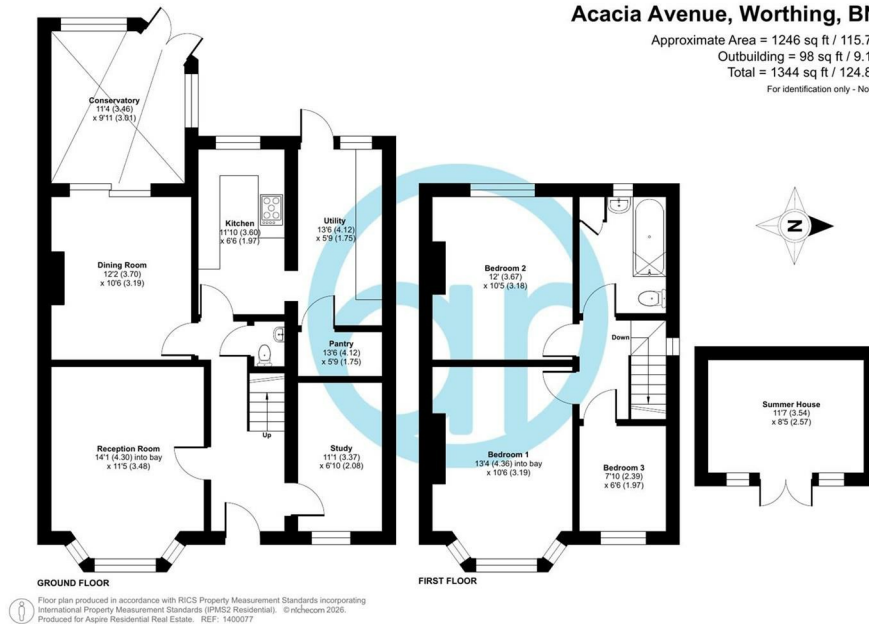 Acacia Avenue, Worthing, BN
Approximate Area = 1246 sq ft / 115.7
Outbuilding = 98 sq ft / 9.1
Total = 1344 sq ft / 124.8
For identification only - No
Conservatory
11'4 (3.46)
x 9'11 (3.01)
Kitchen
11'10 (3.60)
x 6'6 (1.97)
Utility
13'6 (4.12)
x 5'9 (1.75)
Dining Room
12'2 (3.70)
x 10'6 (3.19)
Pantry
13'6 (4.12)
x 5'9 (1.75)
Reception Room
14'1 (4.30) into bay
x 11'5 (3.48)
Up
Study
11'1 (3.37)
x 6'10 (2.08)
GROUND FLOOR
Bedroom 2
12' (3.67)
x 10'5 (3.18)
Down
Bedroom 1
13'4 (4.36) into bay
x 10'6 (3.19)
Bedroom 3
7'10 (2.39)
x 6'6 (1.97)
FIRST FLOOR
N
Summer House
11'7 (3.54)
x 8'5 (2.57)
ar
Floor plan produced in accordance with RICS Property Measurement Standards incorporating
International Property Measurement Standards (IPMS2 Residential). ©nichecom 2026.
Produced for Aspire Residential Real Estate. REF: 1400077